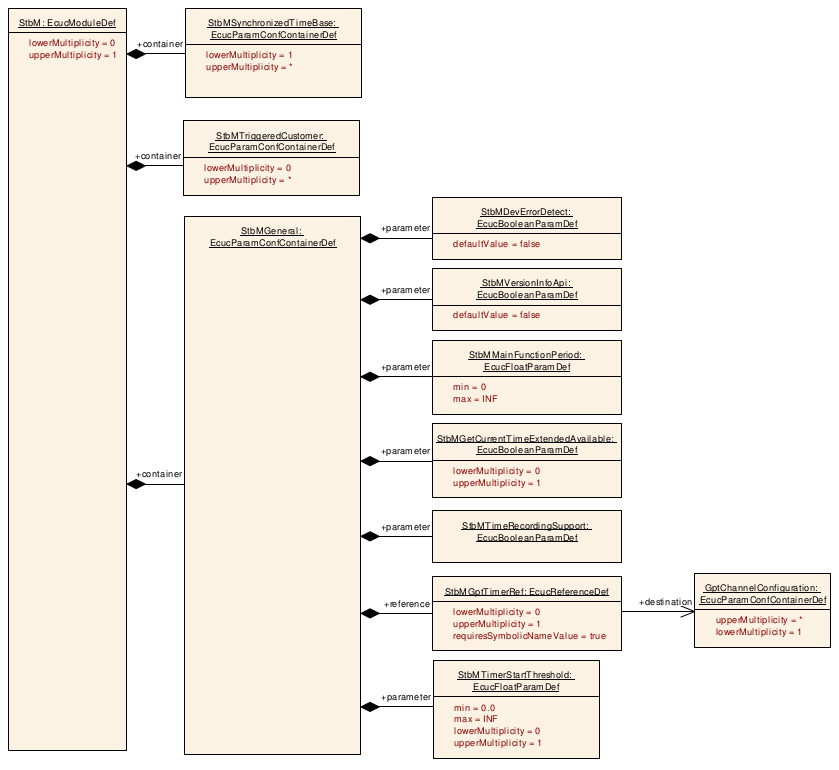 StbM: EcucModuleDef
lowerMultiplicity = 0
upperMultiplicity = 1
+container
StbMSynchronizedTimeBase:
EcucParamConfContainerDef
lowerMultiplicity = 1
upperMultiplicity = *
+container
StbMTriggeredCustomer:
EcucParamConfContainerDef
lowerMultiplicity = 0
upperMultiplicity = *
+container
StbMGeneral:
EcucParamConfContainerDef
+parameter
StbMDevErrorDetect:
EcucBooleanParamDef
defaultValue = false
+parameter
StbMVersionInfoApi:
EcucBooleanParamDef
defaultValue = false
+parameter
StbMMainFunctionPeriod:
EcucFloatParamDef
min = 0
max = INF
+parameter
StbMGetCurrentTimeExtendedAvailable:
EcucBooleanParamDef
lowerMultiplicity = 0
upperMultiplicity = 1
+parameter
StbMTimeRecordingSupport:
EcucBooleanParamDef
+reference
StbMGptTimerRef: EcucReferenceDef
lowerMultiplicity = 0
upperMultiplicity = 1
requiresSymbolicNameValue = true
+destination
GptChannelConfiguration:
EcucParamConfContainerDef
upperMultiplicity = *
lowerMultiplicity = 1
+parameter
StbMTimerStartThreshold:
EcucFloatParamDef
min = 0.0
max = INF
lowerMultiplicity = 0
upperMultiplicity = 1